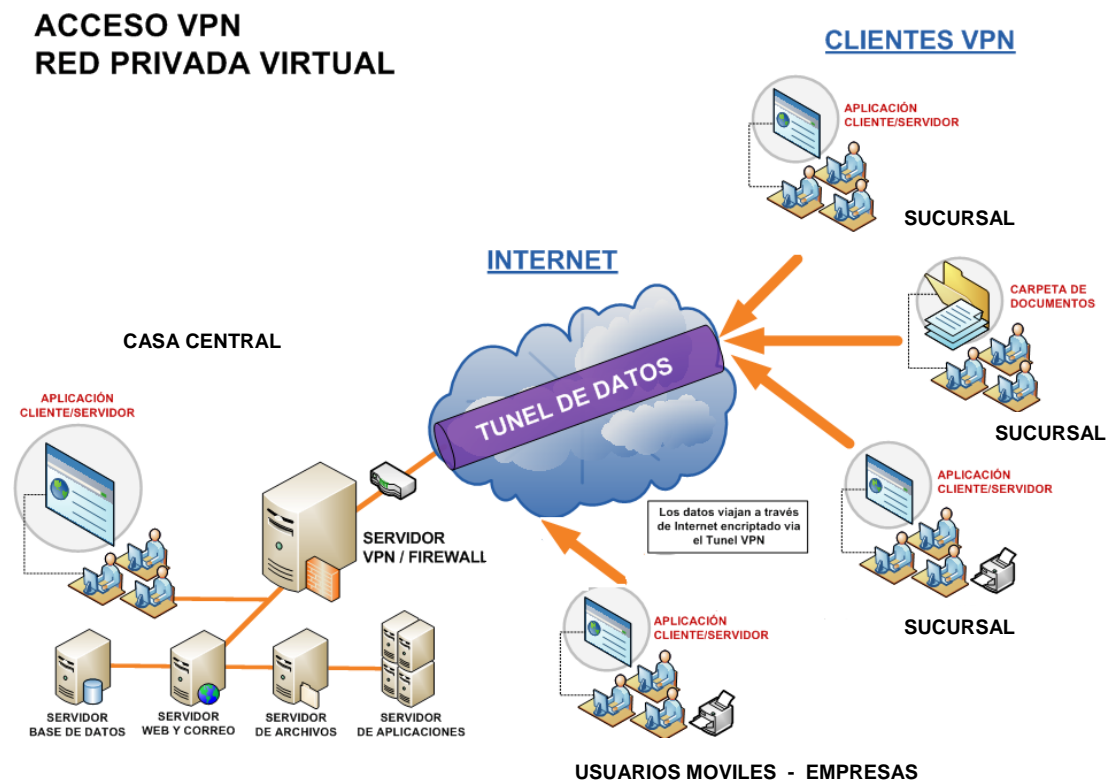 ACCESO VPN
RED PRIVADA VIRTUAL
CLIENTES VPN
APLICACIÓN
CLIENTE/SERVIDOR
SUCURSAL
INTERNET
CARPETA DE
DOCUMENTOS
SUCURSAL
CASA CENTRAL
TUNEL DE DATOS
APLICACIÓN
CLIENTE/SERVIDOR
APLICACIÓN
CLIENTE/SERVIDOR
SUCURSAL
Los datos viajan a través
de Internet encriptado via
el Tunel VPN
SERVIDOR
VPN / FIREWALL
APLICACIÓN
CLIENTE/SERVIDOR
SERVIDOR
BASE DE DATOS
SERVIDOR
WEB Y CORREO
SERVIDOR
DE ARCHIVOS
SERVIDOR
DE APLICACIONES
USUARIOS MOVILES - EMPRESAS